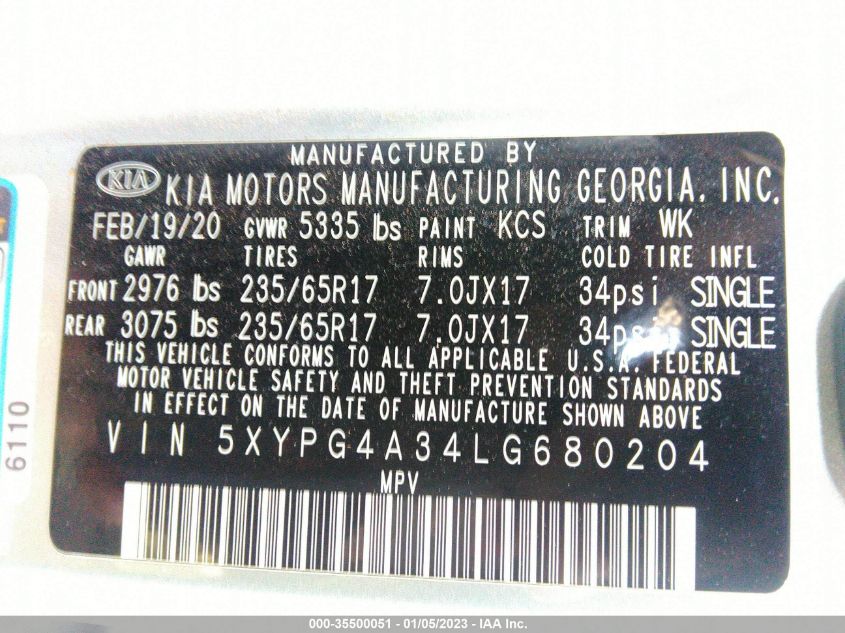 MANUFACTURED BY
KIA KIA MOTORS MANUFACTURING GEORGIA, INC.
FEB/19/20 GVWR 5335 lbs PAINT KCS TRIM WK
GAWR TIRES RIMS COLD TIRE INFL
FRONT 2976 lbs 235/65R17 7.0JX17 34psi SINGLE
REAR 3075 lbs 235/65R17 7.0JX17 34psi SINGLE
THIS VEHICLE CONFORMS TO ALL APPLICABLE U.S.A. FEDERAL
MOTOR VEHICLE SAFETY AND THEFT PREVENTION STANDARDS
IN EFFECT ON THE DATE OF MANUFACTURE SHOWN ABOVE
VIN 5XYPG4A34LG680204
MPV
6110
000-35500051 - 01/05/2023 - IAA Inc.